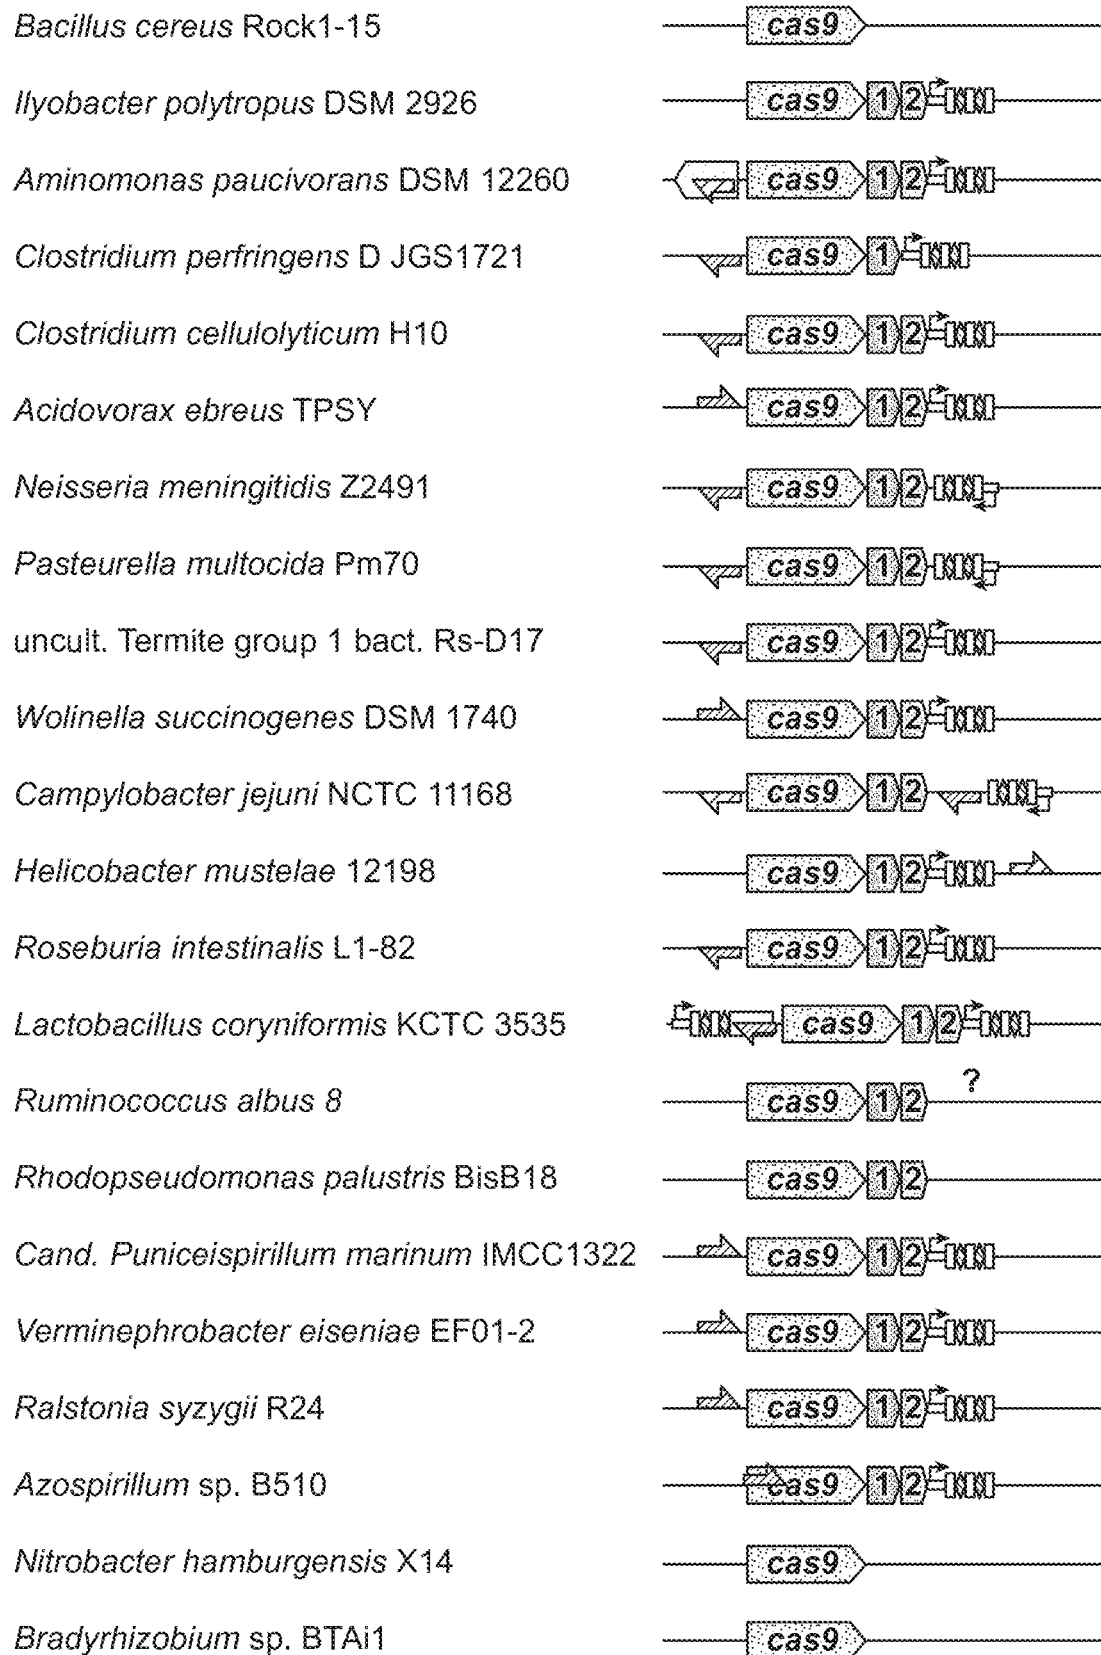 Bacillus cereus Rock1-15 cas9
Ilyobacter polytropus DSM 2926 cas9 1 2
Aminomonas paucivorans DSM 12260 cas9 1 2
Clostridium perfringens D JGS1721 cas9 1
Clostridium cellulolyticum H10 cas9 1 2
Acidovorax ebreus TPSY cas9 1 2
Neisseria meningitidis Z2491 cas9 1 2
Pasteurella multocida Pm70 cas9 1 2
uncult. Termite group 1 bact. Rs-D17 cas9 1 2
Wolinella succinogenes DSM 1740 cas9 1 2
Campylobacter jejuni NCTC 11168 cas9 1 2
Helicobacter mustelae 12198 cas9 1 2
Roseburia intestinalis L1-82 cas9 1 2
Lactobacillus coryniformis KCTC 3535 cas9 1 2
Ruminococcus albus 8 cas9 1 2 ?
Rhodopseudomonas palustris BisB18 cas9 1 2
Cand. Puniceispirillum marinum IMCC1322 cas9 1 2
Verminephrobacter eiseniae EF01-2 cas9 1 2
Ralstonia syzygii R24 cas9 1 2
Azospirillum sp. B510 cas9 1 2
Nitrobacter hamburgensis X14 cas9
Bradyrhizobium sp. BTAi1 cas9